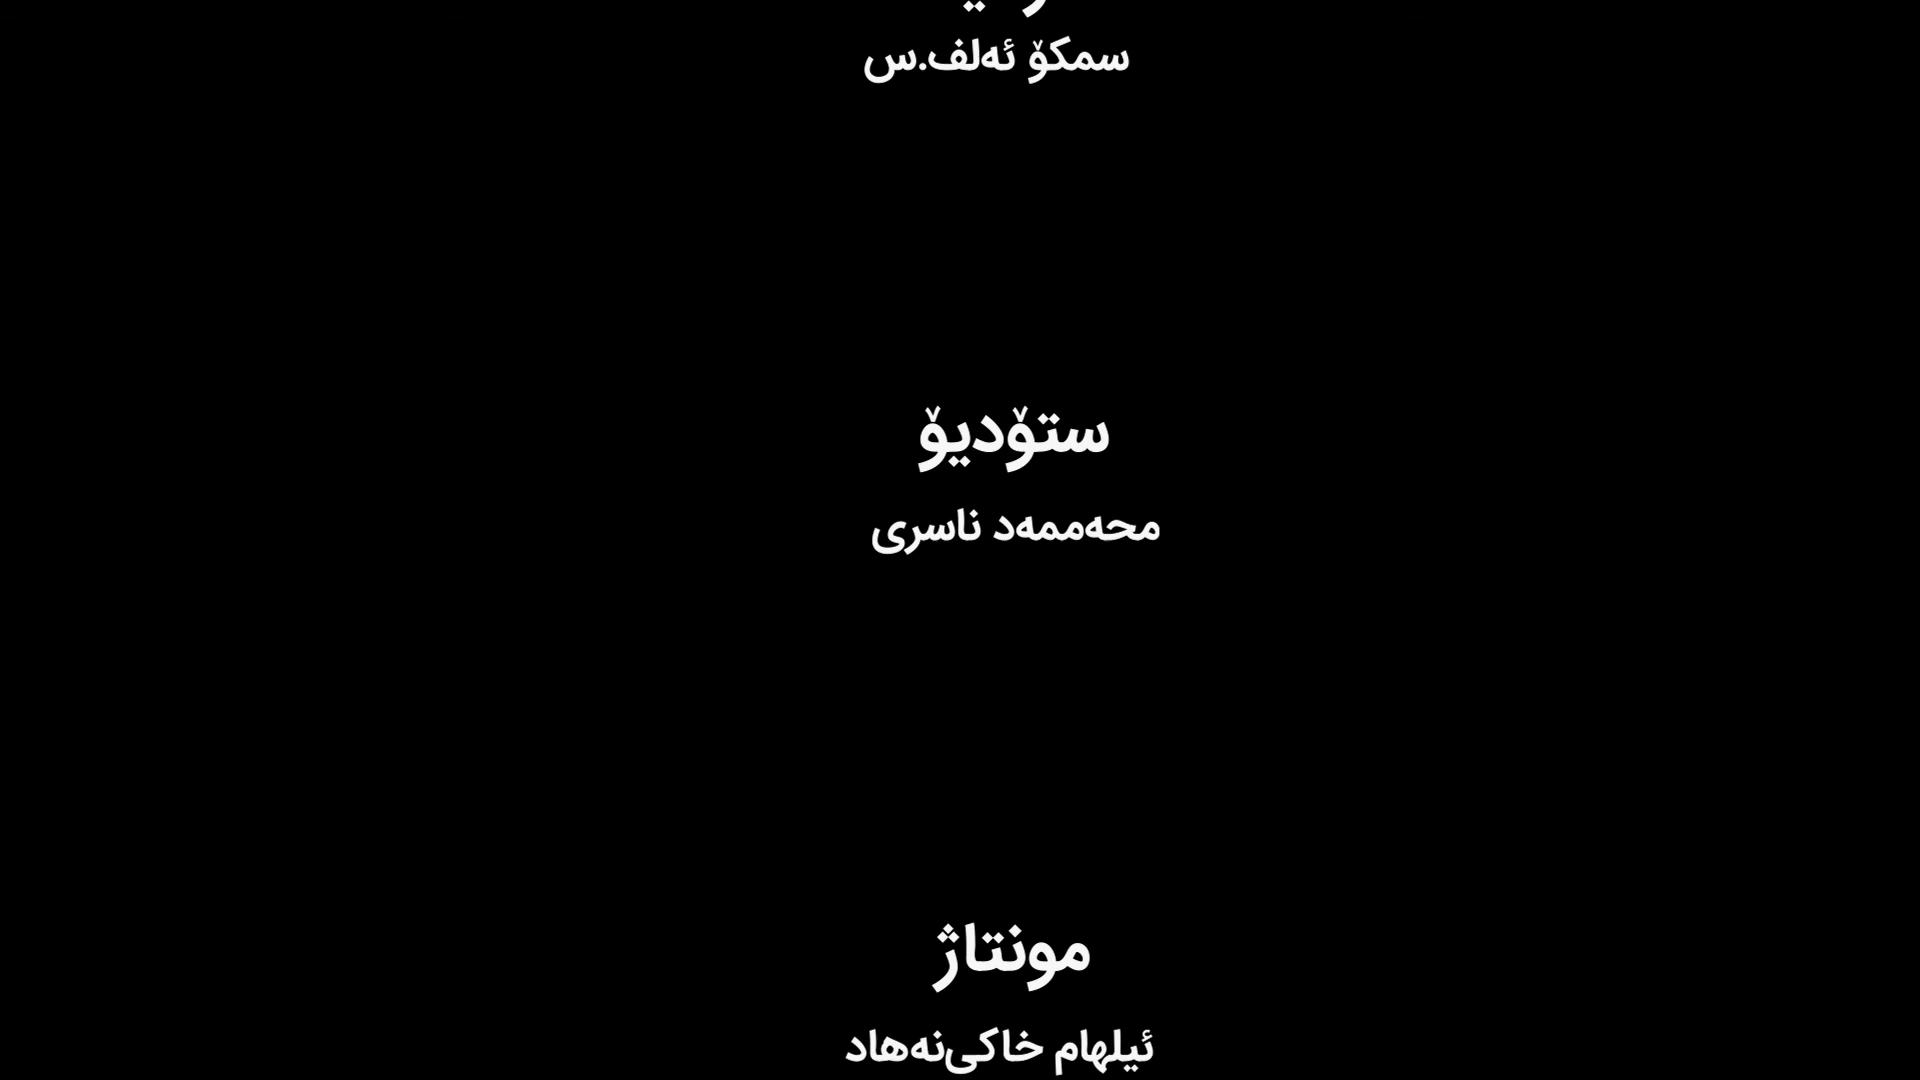 سمکۆ ئەلف.س
ستۆدیۆ
محەممەد ناسری
مونتاژ
ئیلهام خاکی‌نەهاد